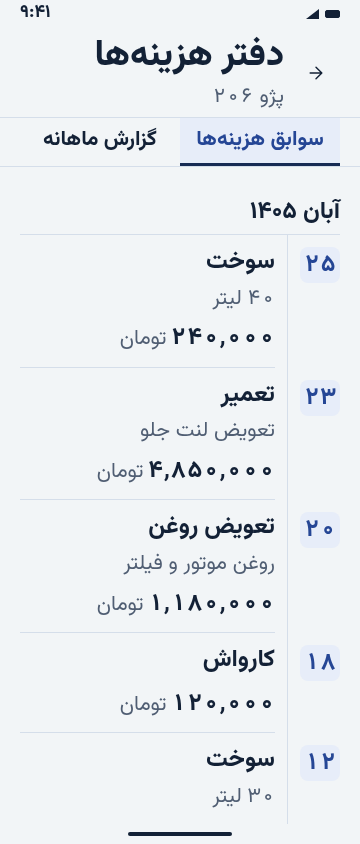 ۹:۴۱
دفتر هزینه‌ها
پژو ۲۰۶
سوابق هزینه‌ها
گزارش ماهانه
آبان ۱۴۰۵
۲۵
سوخت
۴۰ لیتر
۲۴۰,۰۰۰ تومان
۲۳
تعمیر
تعویض لنت جلو
۴,۸۵۰,۰۰۰ تومان
۲۰
تعویض روغن
روغن موتور و فیلتر
۱,۱۸۰,۰۰۰ تومان
۱۸
کارواش
۱۲۰,۰۰۰ تومان
۱۲
سوخت
۳۰ لیتر